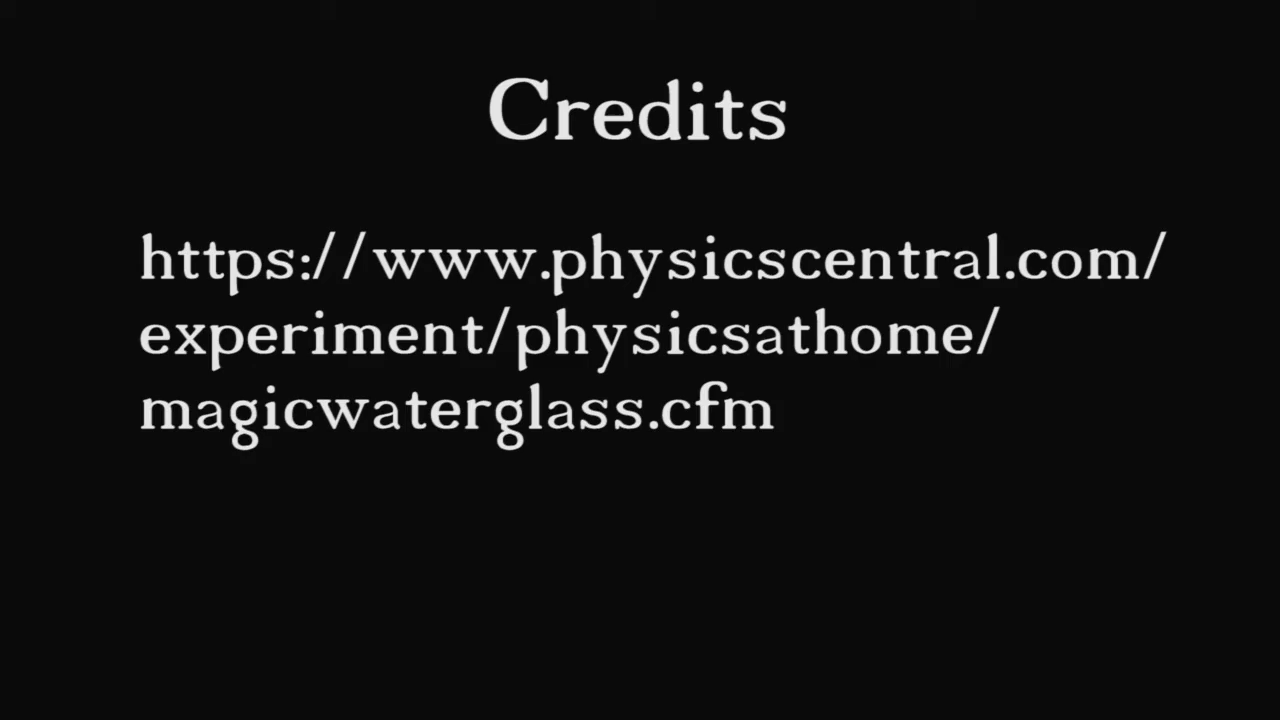 Credits
https://www.physicscentral.com/
experiment/physicsathome/
magicwaterglass.cfm